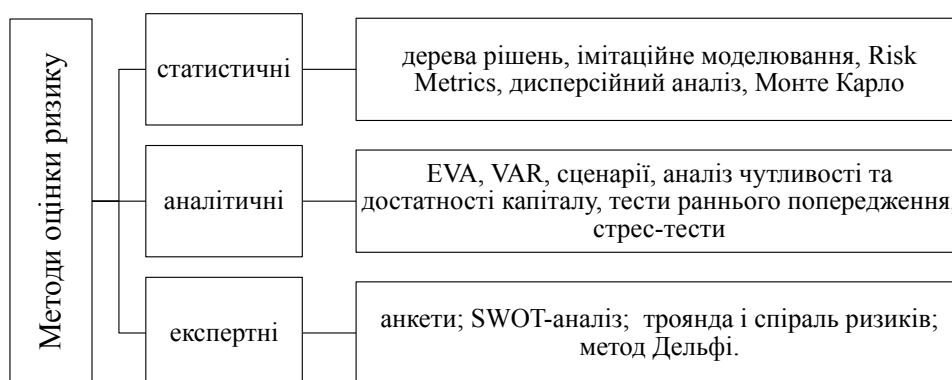 Методи оцінки ризику
статистичні
дерева рішень, імітаційне моделювання, Risk
Metrics, дисперсійний аналіз, Монте Карло
аналітичні
EVA, VAR, сценарії, аналіз чутливості та
достатності капіталу, тести раннього попередження,
стрес-тести
експертні
анкети; SWOT-аналіз; троянда і спіраль ризиків;
метод Дельфі.